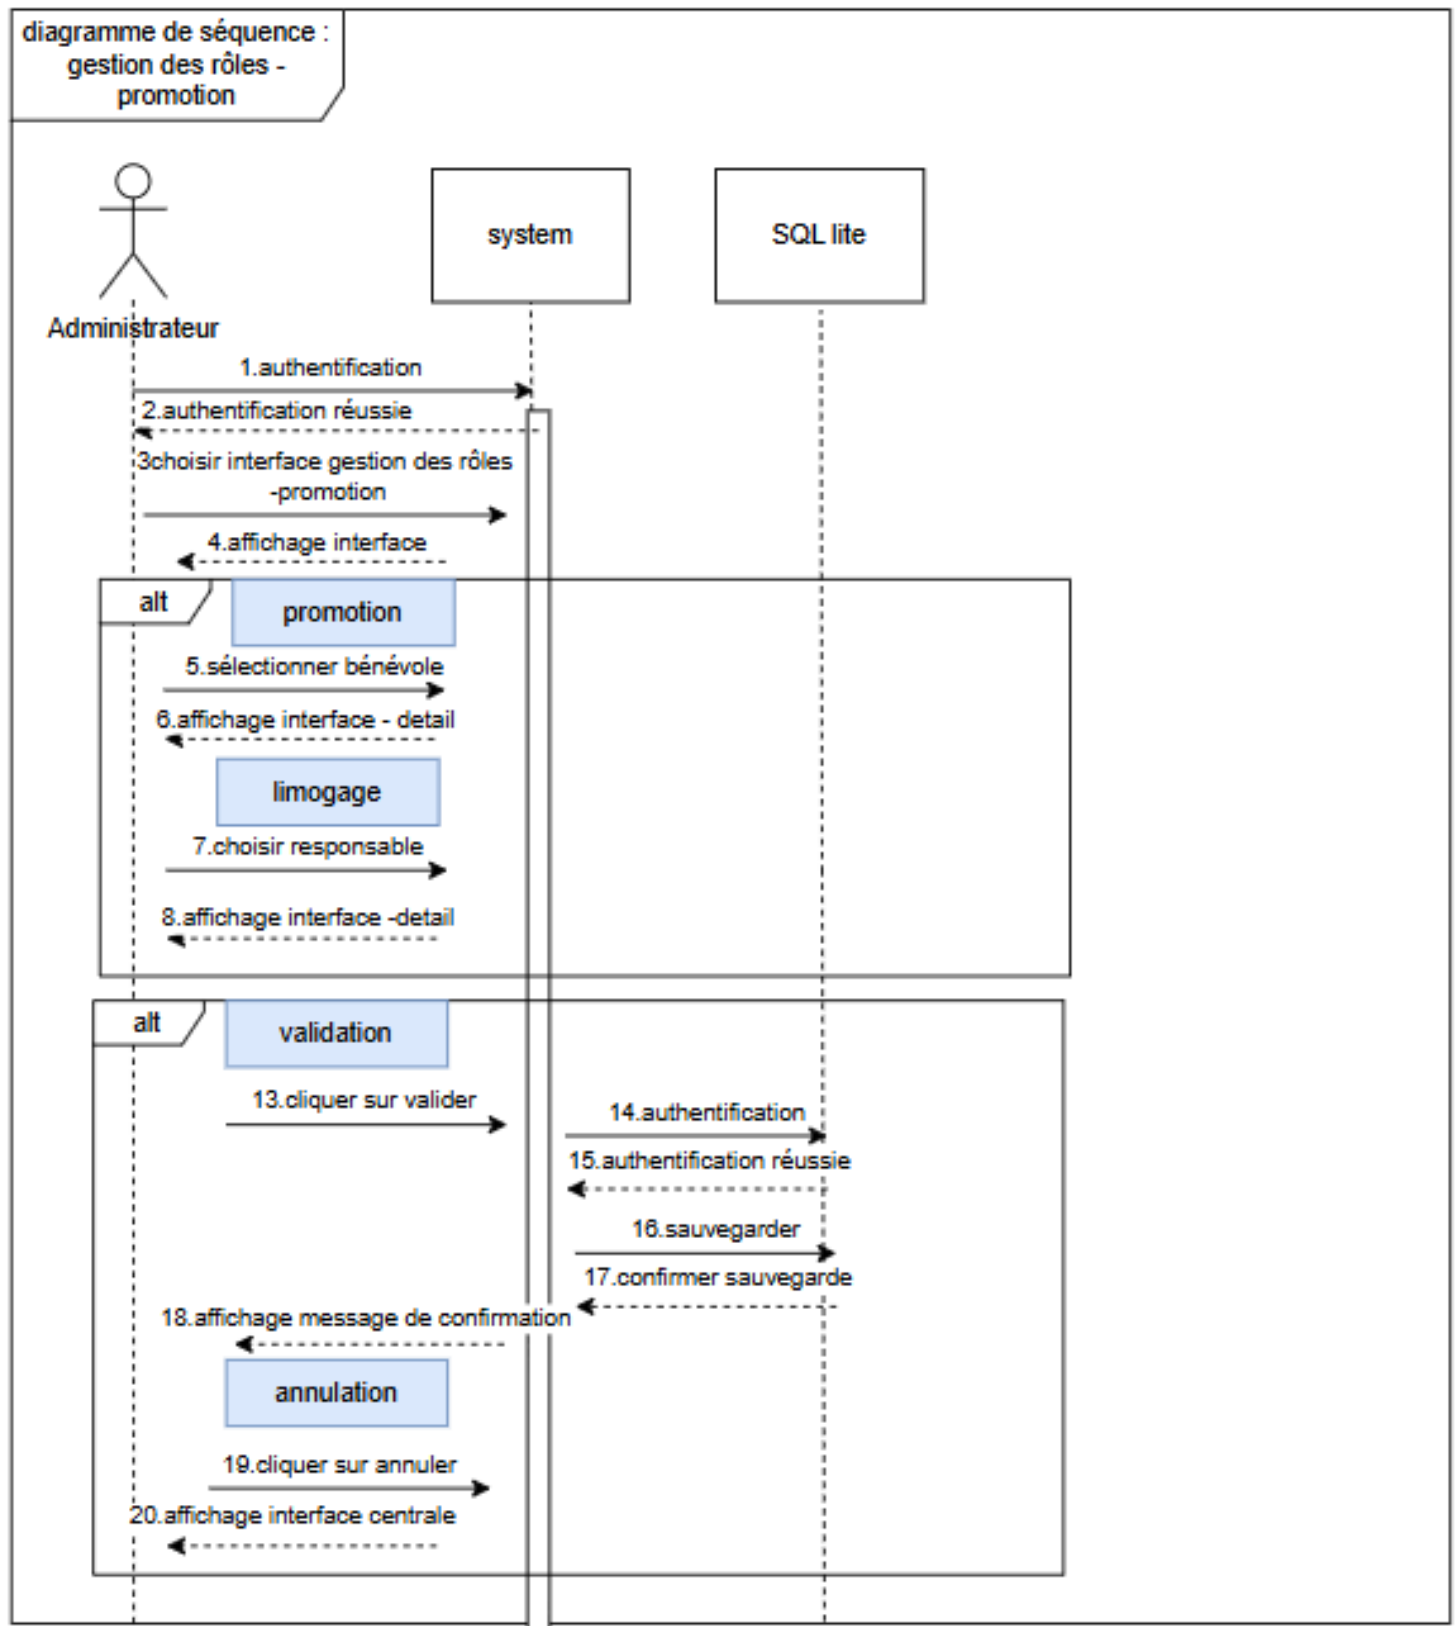 diagramme de séquence :
gestion des rôles -
promotion
system
SQL lite
Administrateur
1.authentification
2.authentification réussie
3choisir interface gestion des rôles
-promotion
4.affichage interface
alt
promotion
5.sélectionner bénévole
6.affichage interface - detail
limogage
7.choisir responsable
8.affichage interface -detail
alt
validation
13.cliquer sur valider
14.authentification
15.authentification réussie
16.sauvegarder
17.confirmer sauvegarde
18.affichage message de confirmation
annulation
19.cliquer sur annuler
20.affichage interface centrale